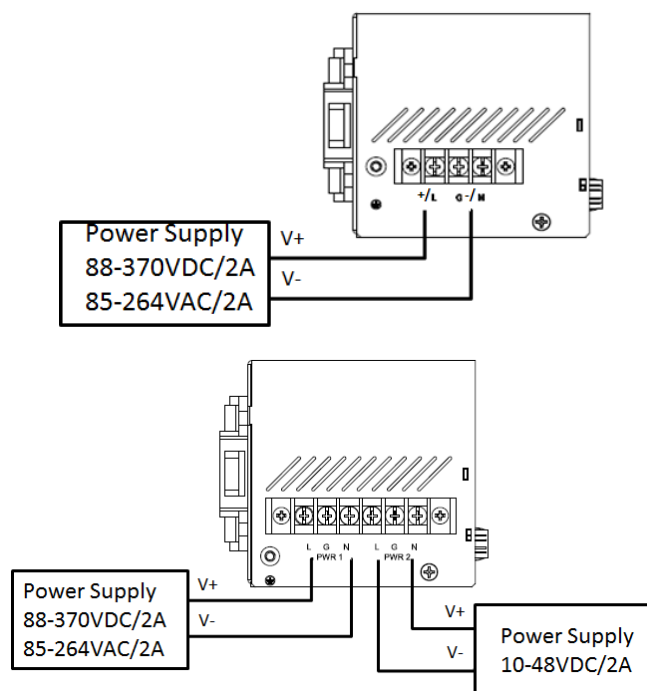 +/L G -/N
Power Supply
88-370VDC/2A
85-264VAC/2A
V+
V-
L G N L G N
PWR 1 PWR 2
Power Supply
88-370VDC/2A
85-264VAC/2A
V+
V-
V+
V-
Power Supply
10-48VDC/2A